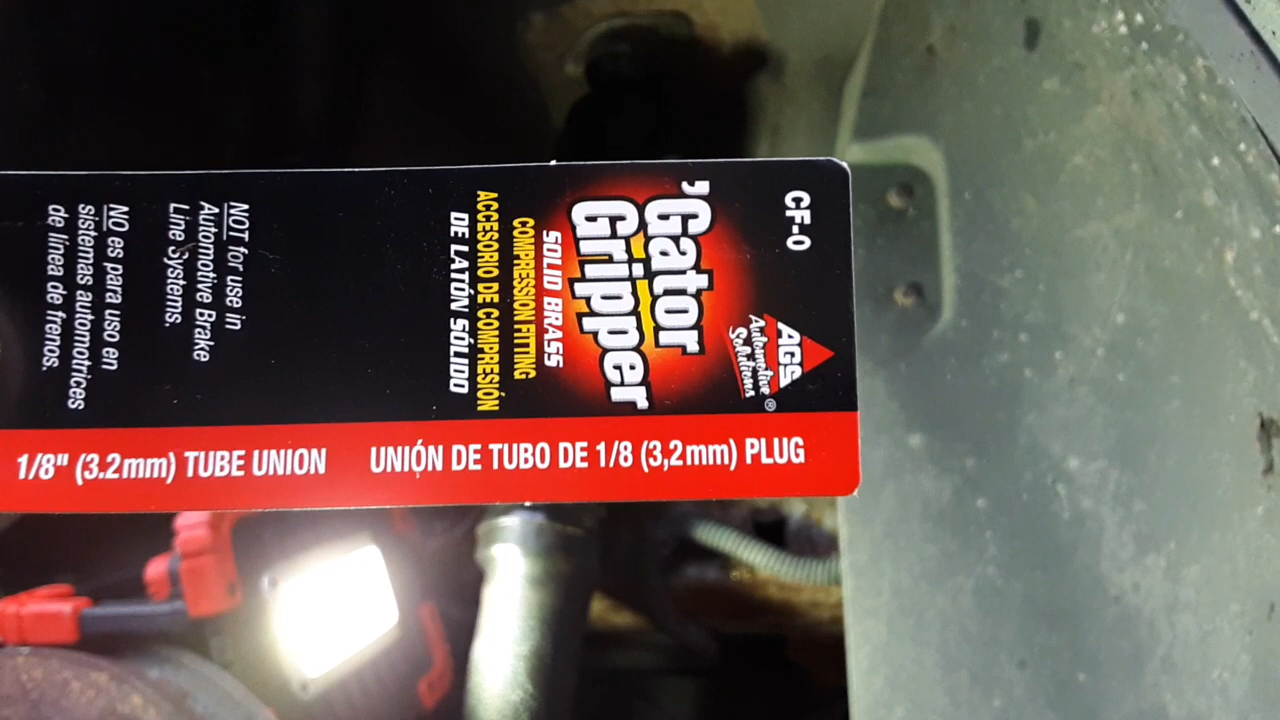 CF-0
AGS
Automotive
Solutions®
'Gator
Gripper
SOLID BRASS
COMPRESSION FITTING
ACCESORIO DE COMPRESIÓN
DE LATÓN SÓLIDO
NOT for use in
Automotive Brake
Line Systems.
NO es para uso en
sistemas automotrices
de línea de frenos.
1/8" (3.2mm) TUBE UNION
UNIÓN DE TUBO DE 1/8 (3,2mm) PLUG